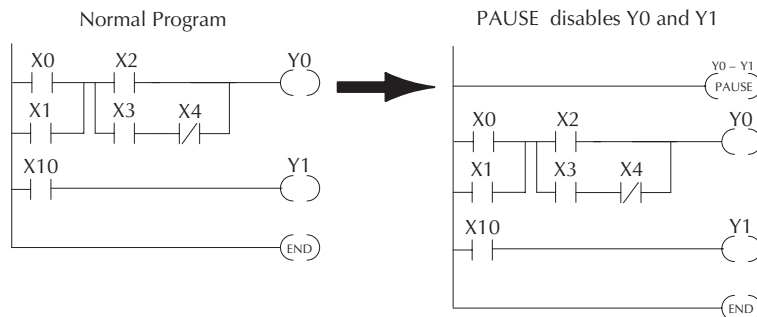 Normal Program
X0 X2 Y0
X1 X3 X4
X10 Y1
END
PAUSE disables Y0 and Y1
Y0 – Y1
PAUSE
X0 X2 Y0
X1 X3 X4
X10 Y1
END